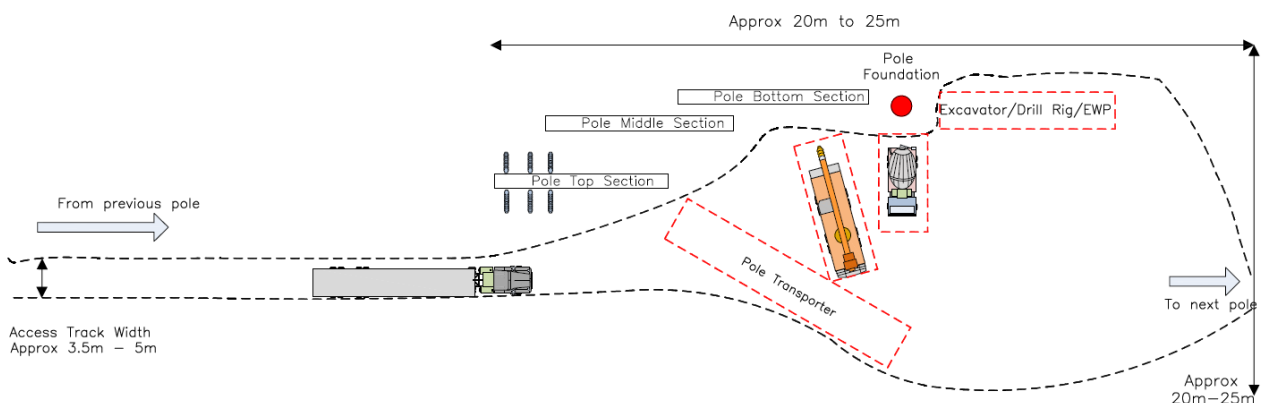 Approx 20m to 25m
Pole
Foundation
Pole Bottom Section
Excavator/Drill Rig/EWP
Pole Middle Section
Pole Top Section
From previous pole
Pole Transporter
To next pole
Access Track Width
Approx 3.5m - 5m
Approx
20m-25m